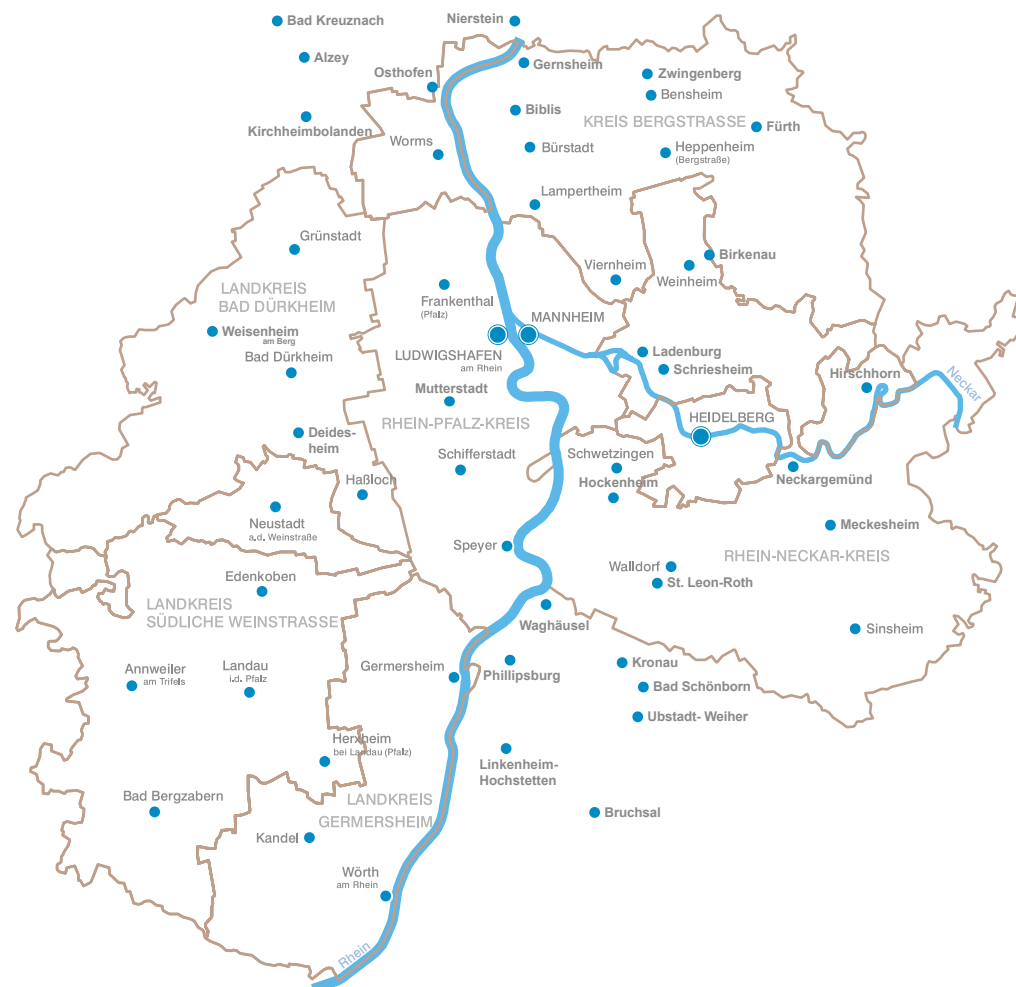 Bad Kreuznach
Nierstein
Alzey
Gernsheim
Osthofen
Zwingenberg
Bensheim
Biblis
KREIS BERGSTRASSE
Fürth
Kirchheimbolanden
Worms
Bürstadt
Heppenheim
(Bergstraße)
Lampertheim
Grünstadt
Birkenau
Viernheim
Weinheim
LANDKREIS
BAD DÜRKHEIM
Frankenthal
(Pfalz)
MANNHEIM
Weisenheim
am Berg
Bad Dürkheim
LUDWIGSHAFEN
am Rhein
Ladenburg
Schriesheim
Hirschhorn
Neckar
Mutterstadt
RHEIN-PFALZ-KREIS
HEIDELBERG
Deides-
heim
Schifferstadt
Schwetzingen
Hockenheim
Neckargemünd
Haßloch
Neustadt
a.d. Weinstraße
Meckesheim
Speyer
RHEIN-NECKAR-KREIS
Walldorf
St. Leon-Roth
Edenkoben
LANDKREIS
SÜDLICHE WEINSTRASSE
Waghäusel
Sinsheim
Annweiler
am Trifels
Landau
i.d. Pfalz
Germersheim
Phillipsburg
Kronau
Bad Schönborn
Ubstadt- Weiher
Herxheim
bei Landau (Pfalz)
Linkenheim-
Hochstetten
Bad Bergzabern
LANDKREIS
GERMERSHEIM
Bruchsal
Kandel
Wörth
am Rhein
Rhein